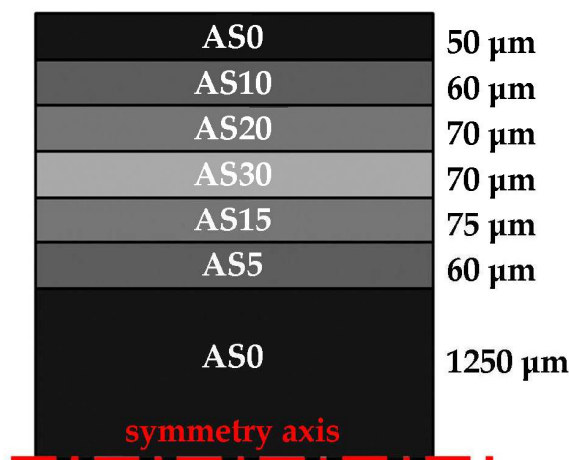 AS0 50 µm
AS10 60 µm
AS20 70 µm
AS30 70 µm
AS15 75 µm
AS5 60 µm
AS0 1250 µm
symmetry axis